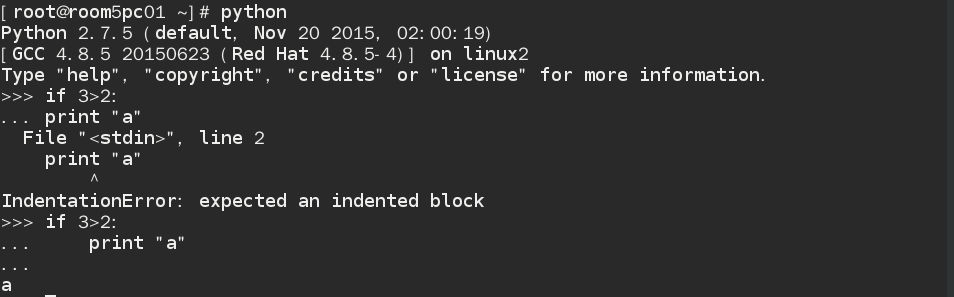 [root@room5pc01 ~]# python
Python 2.7.5 (default, Nov 20 2015, 02:00:19)
[GCC 4.8.5 20150623 (Red Hat 4.8.5-4)] on linux2
Type "help", "copyright", "credits" or "license" for more information.
>>> if 3>2:
... print "a"
  File "<stdin>", line 2
    print "a"
        ^
IndentationError: expected an indented block
>>> if 3>2:
...     print "a"
...
a